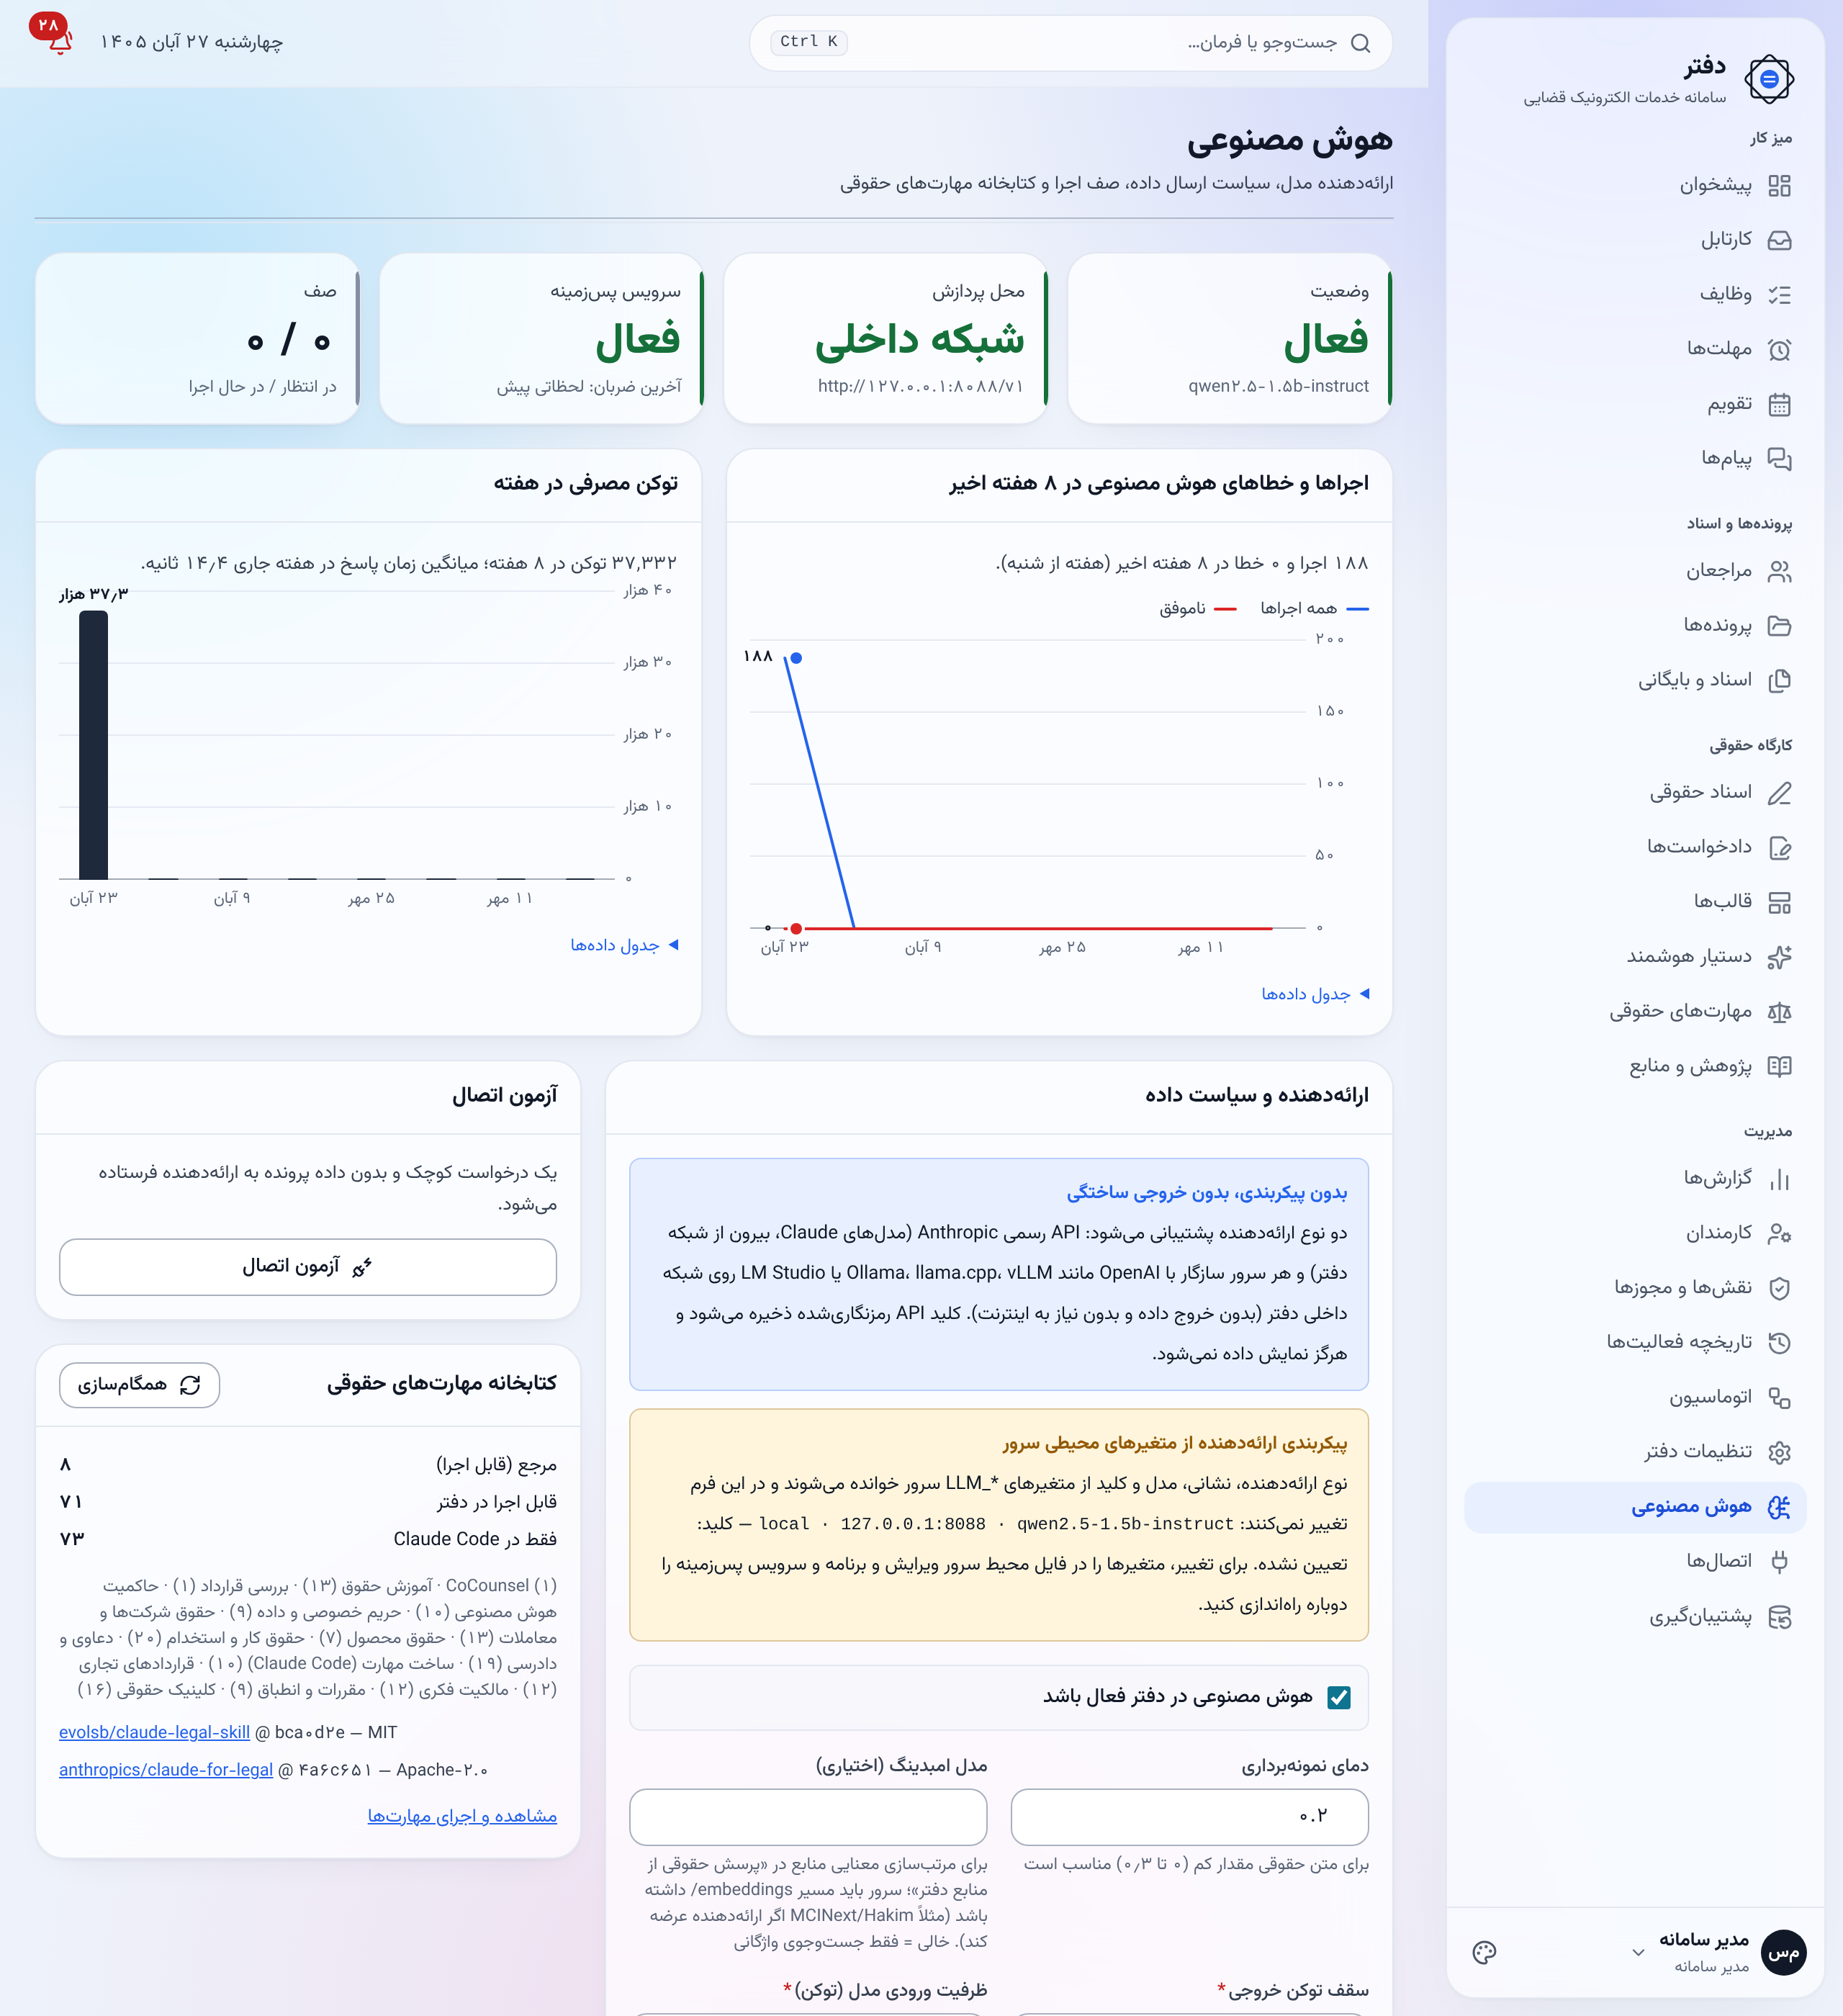 دفتر
سامانه خدمات الکترونیک قضایی
میز کار
پیشخوان
کارتابل
وظایف
مهلت‌ها
تقویم
پیام‌ها
پرونده‌ها و اسناد
مراجعان
پرونده‌ها
اسناد و بایگانی
کارگاه حقوقی
اسناد حقوقی
دادخواست‌ها
قالب‌ها
دستیار هوشمند
مهارت‌های حقوقی
پژوهش و منابع
مدیریت
گزارش‌ها
کارمندان
نقش‌ها و مجوزها
تاریخچه فعالیت‌ها
اتوماسیون
تنظیمات دفتر
هوش مصنوعی
اتصال‌ها
پشتیبان‌گیری
م‌س
مدیر سامانه
مدیر سامانه
جست‌وجو یا فرمان...
Ctrl K
چهارشنبه ۲۷ آبان ۱۴۰۵
۲۸
هوش مصنوعی
ارائه‌دهنده مدل، سیاست ارسال داده، صف اجرا و کتابخانه مهارت‌های حقوقی
وضعیت
فعال
qwen۲.۵-۱.۵b-instruct
محل پردازش
شبکه داخلی
http://۱۲۷.۰.۰.۱:۸۰۸۸/v۱
سرویس پس‌زمینه
فعال
آخرین ضربان: لحظاتی پیش
صف
۰ / ۰
در انتظار / در حال اجرا
اجراها و خطاهای هوش مصنوعی در ۸ هفته اخیر
۱۸۸ اجرا و ۰ خطا در ۸ هفته اخیر (هفته از شنبه).
همه اجراها
ناموفق
۲۰۰
۱۵۰
۱۰۰
۵۰
۰
۱۸۸
۰
۱۱ مهر
۲۵ مهر
۹ آبان
۲۳ آبان
جدول داده‌ها
توکن مصرفی در هفته
۳۷٬۳۳۲ توکن در ۸ هفته؛ میانگین زمان پاسخ در هفته جاری ۱۴٫۴ ثانیه.
۴۰ هزار
۳۰ هزار
۲۰ هزار
۱۰ هزار
۰
۳۷٫۳ هزار
۱۱ مهر
۲۵ مهر
۹ آبان
۲۳ آبان
جدول داده‌ها
ارائه‌دهنده و سیاست داده
بدون پیکربندی، بدون خروجی ساختگی
دو نوع ارائه‌دهنده پشتیبانی می‌شود: API رسمی Anthropic (مدل‌های Claude، بیرون از شبکه
دفتر) و هر سرور سازگار با OpenAI مانند Ollama، llama.cpp، vLLM یا LM Studio روی شبکه
داخلی دفتر (بدون خروج داده و بدون نیاز به اینترنت). کلید API رمزنگاری‌شده ذخیره می‌شود و
هرگز نمایش داده نمی‌شود.
پیکربندی ارائه‌دهنده از متغیرهای محیطی سرور
نوع ارائه‌دهنده، نشانی، مدل و کلید از متغیرهای LLM_* سرور خوانده می‌شوند و در این فرم
تغییر نمی‌کنند: local · 127.0.0.1:8088 · qwen2.5-1.5b-instruct — کلید:
تعیین نشده. برای تغییر، متغیرها را در فایل محیط سرور ویرایش و برنامه و سرویس پس‌زمینه را
دوباره راه‌اندازی کنید.
هوش مصنوعی در دفتر فعال باشد
دمای نمونه‌برداری
۰.۲
برای متن حقوقی مقدار کم (۰ تا ۰٫۳) مناسب است
مدل امبدینگ (اختیاری)
برای مرتب‌سازی معنایی منابع در «پرسش حقوقی از
منابع دفتر»؛ سرور باید مسیر embeddings/ داشته
باشد (مثلاً MCINext/Hakim اگر ارائه‌دهنده عرضه
کند). خالی = فقط جست‌وجوی واژگانی
سقف توکن خروجی *
ظرفیت ورودی مدل (توکن) *
آزمون اتصال
یک درخواست کوچک و بدون داده پرونده به ارائه‌دهنده فرستاده
می‌شود.
آزمون اتصال
کتابخانه مهارت‌های حقوقی
همگام‌سازی
مرجع (قابل اجرا) ۸
قابل اجرا در دفتر ۷۱
فقط در Claude Code ۷۳
CoCounsel (۱) · آموزش حقوق (۱۳) · بررسی قرارداد (۱) · حاکمیت
هوش مصنوعی (۱۰) · حریم خصوصی و داده (۹) · حقوق شرکت‌ها و
معاملات (۱۳) · حقوق محصول (۷) · حقوق کار و استخدام (۲۰) · دعاوی و
دادرسی (۱۹) · ساخت مهارت (Claude Code) (۱۰) · قراردادهای تجاری
(۱۲) · مالکیت فکری (۱۲) · مقررات و انطباق (۹) · کلینیک حقوقی (۱۶)
evolsb/claude-legal-skill @ bca۰d۲e — MIT
anthropics/claude-for-legal @ ۴a۶c۶۵۱ — Apache-۲.۰
مشاهده و اجرای مهارت‌ها